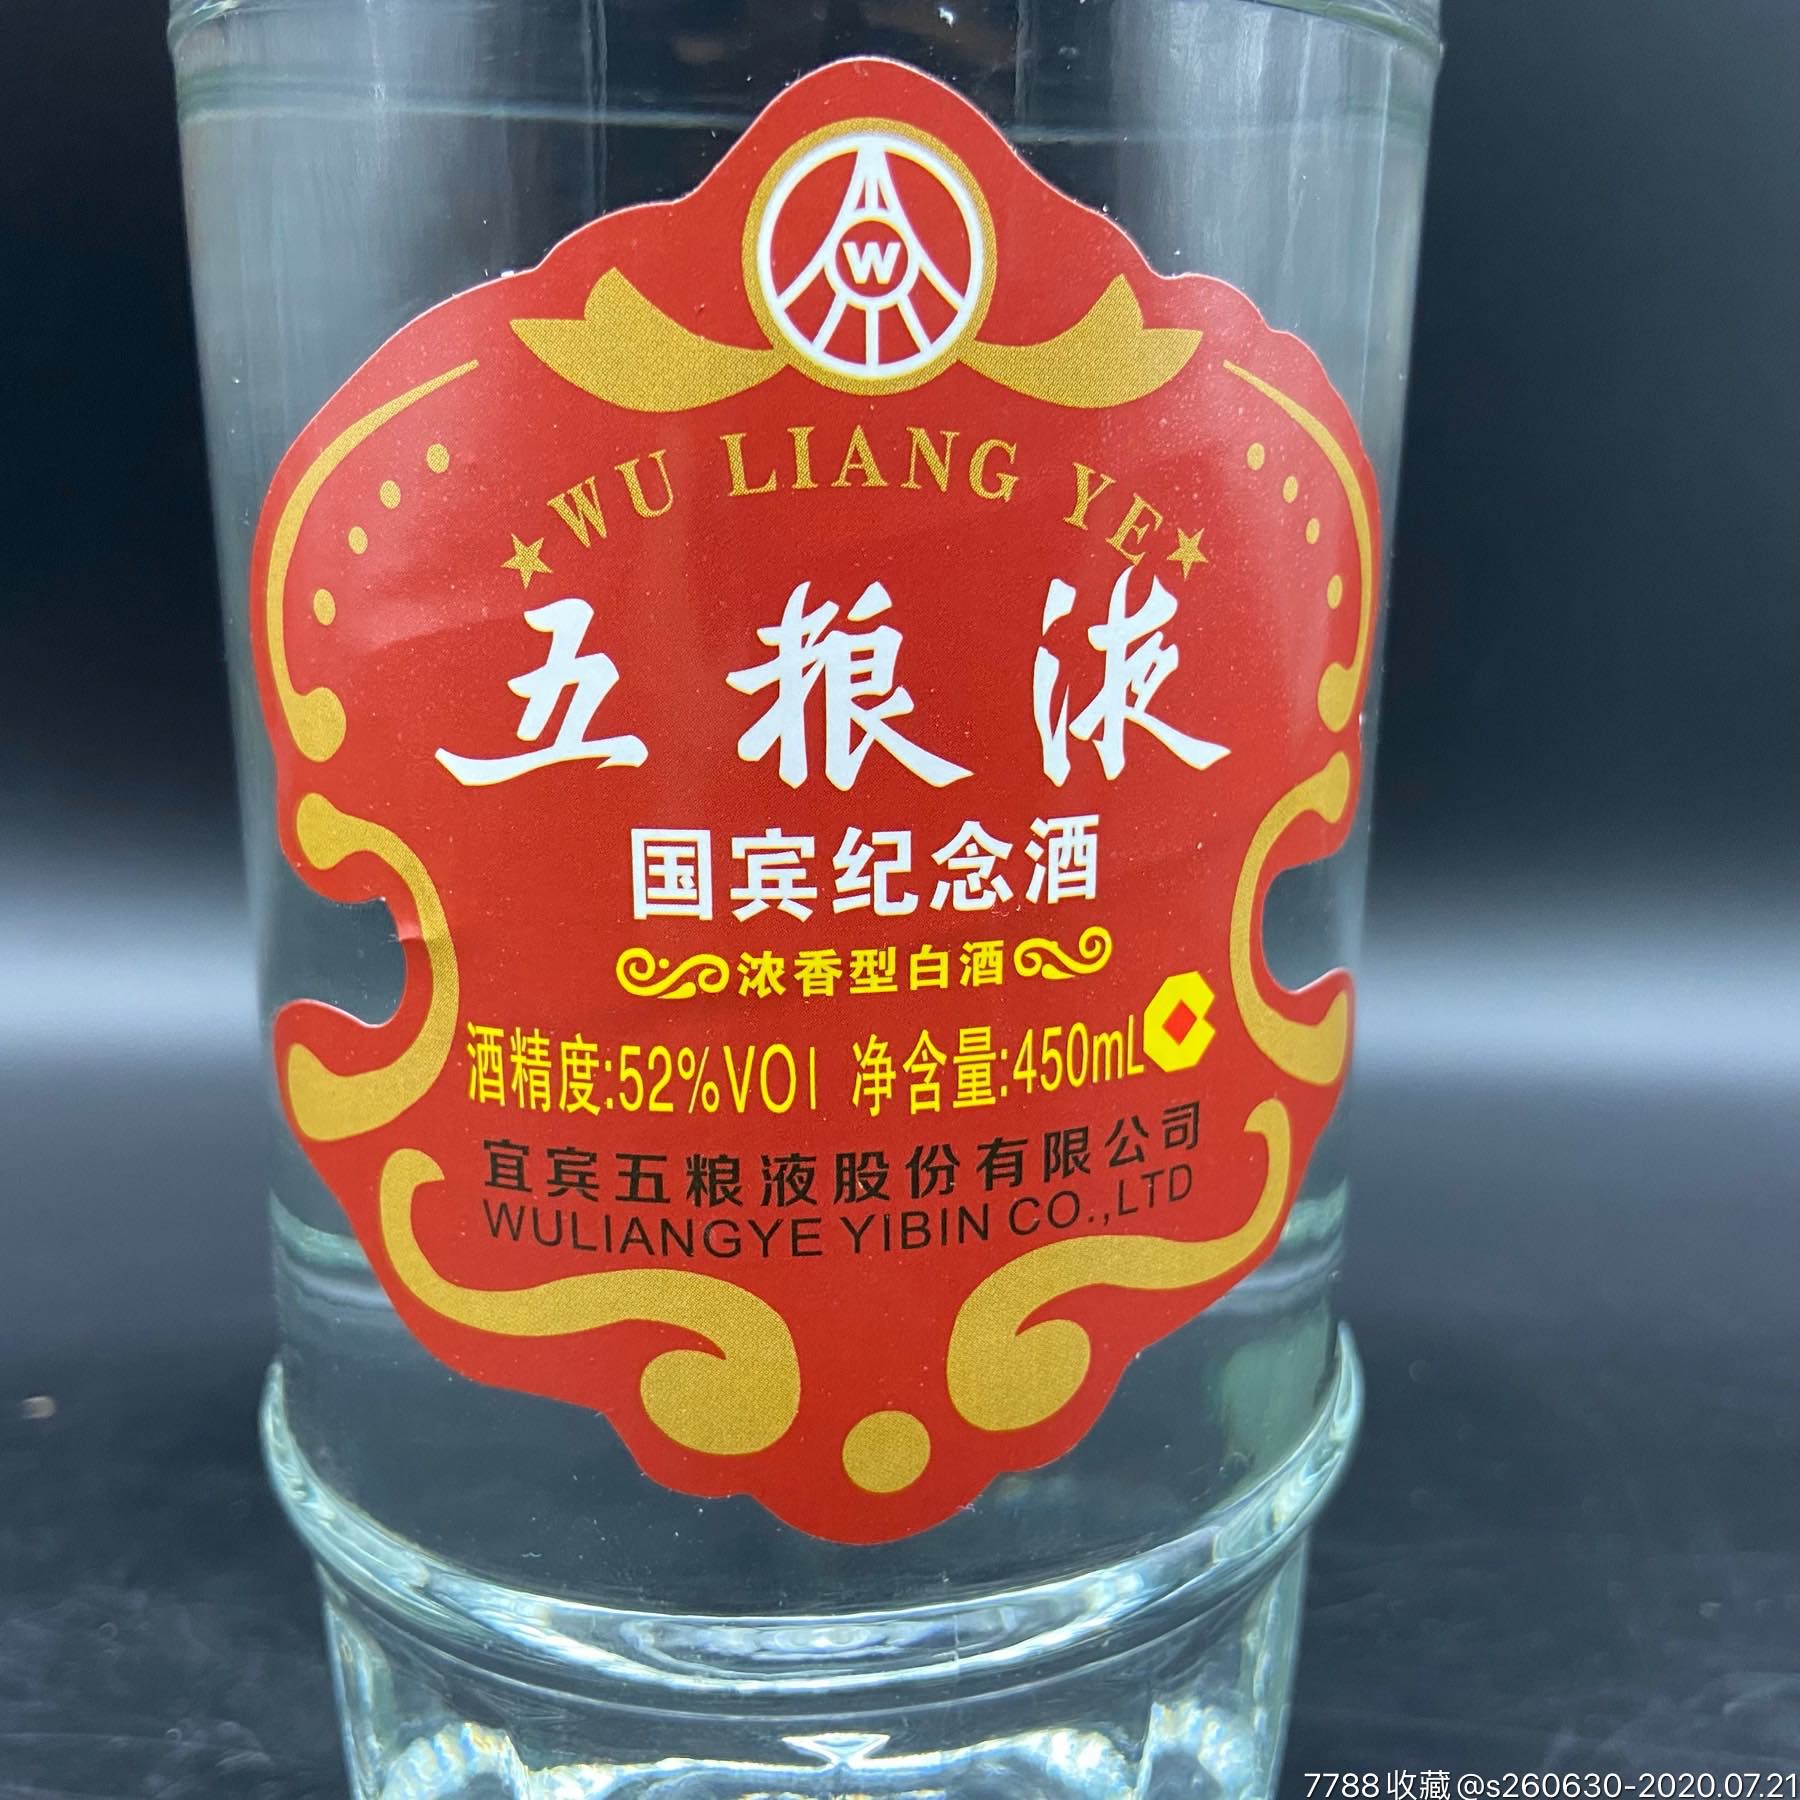 W
★WU LIANG YE★
五粮液
国宾纪念酒
浓香型白酒
酒精度:52%VOl 净含量:450mL
宜宾五粮液股份有限公司
WULIANGYE YIBIN CO.,LTD
7788收藏@s260630-2020.07.21